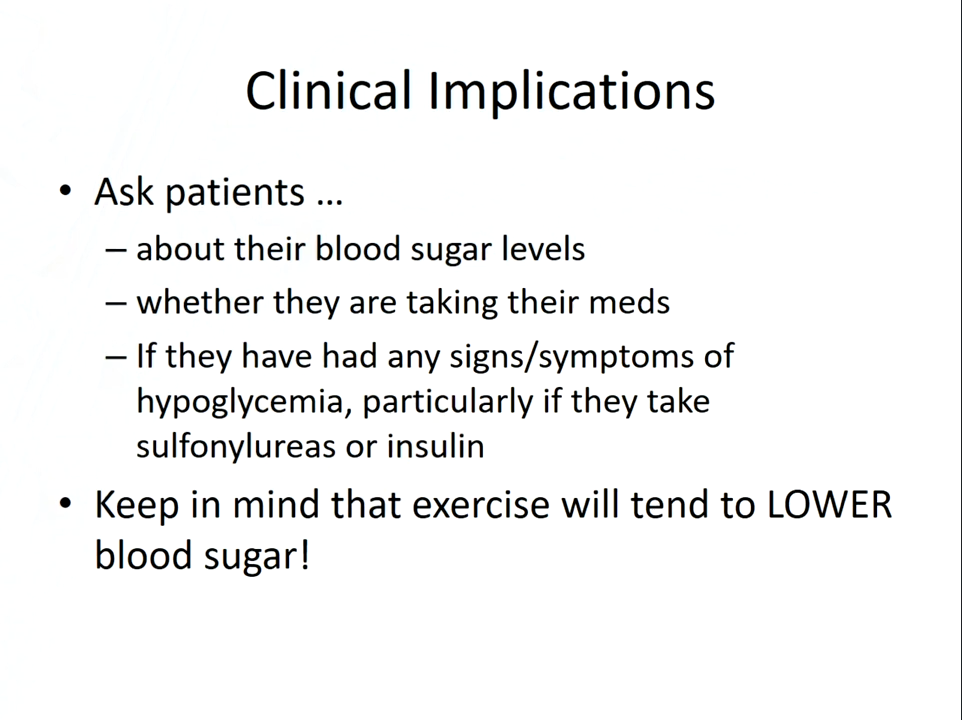 Clinical Implications
• Ask patients …
– about their blood sugar levels
– whether they are taking their meds
– If they have had any signs/symptoms of
hypoglycemia, particularly if they take
sulfonylureas or insulin
• Keep in mind that exercise will tend to LOWER
blood sugar!